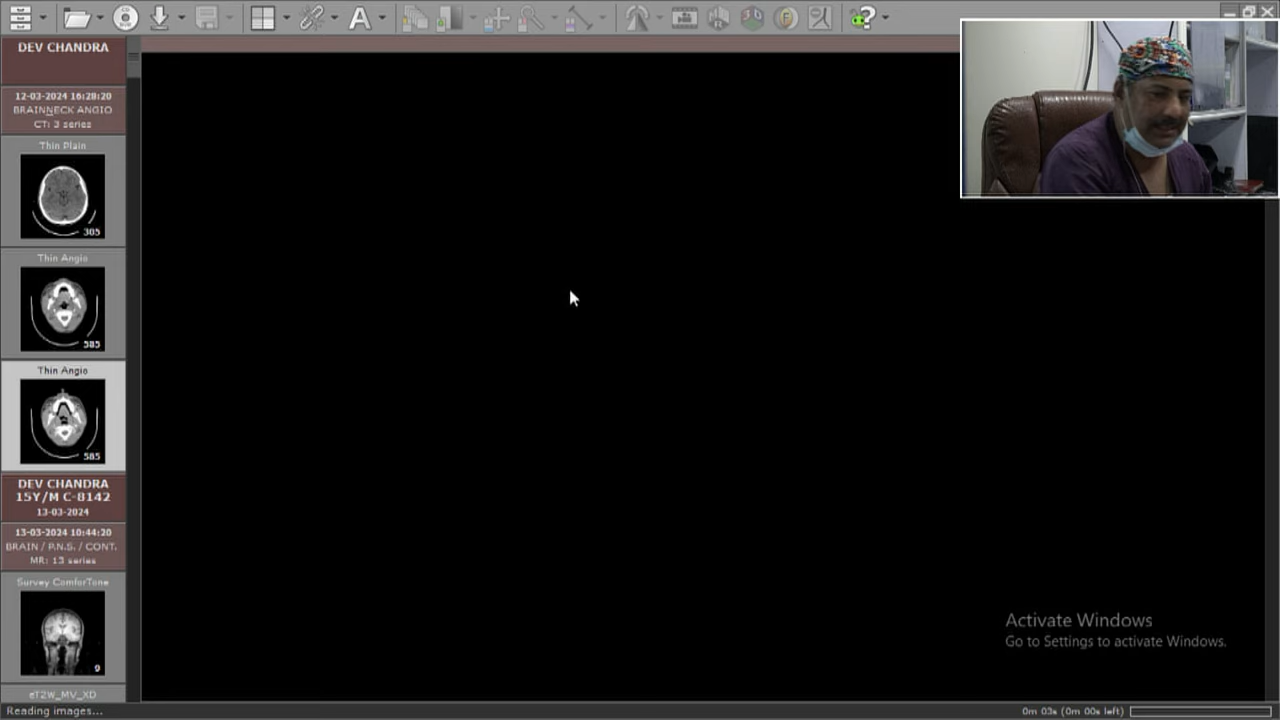 DEV CHANDRA
12-03-2024 16:28:20
BRAINNECK ANGIO
CT: 3 series
Thin Plain
305
Thin Angio
585
Thin Angio
585
DEV CHANDRA
15Y/M C-8142
13-03-2024
13-03-2024 10:44:20
BRAIN / P.N.S. / CONT.
MR: 13 series
Survey ComforTone
9
eT2W_MV_XD
Reading images...
A
3D
F
?
Activate Windows
Go to Settings to activate Windows.
0m 03s (0m 00s left)